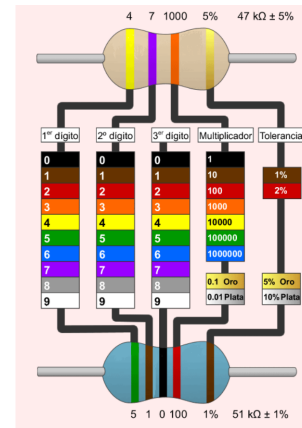 4 7 1000 5% 47 kΩ ± 5%
1er dígito 2º dígito 3er dígito Multiplicador Tolerancia
0 0 0 1
1 1 1 10 1%
2 2 2 100 2%
3 3 3 1000
4 4 4 10000
5 5 5 100000
6 6 6 1000000
7 7 7
8 8 8 0.1 Oro 5% Oro
9 9 9 0.01 Plata 10% Plata
5 1 0 100 1% 51 kΩ ± 1%